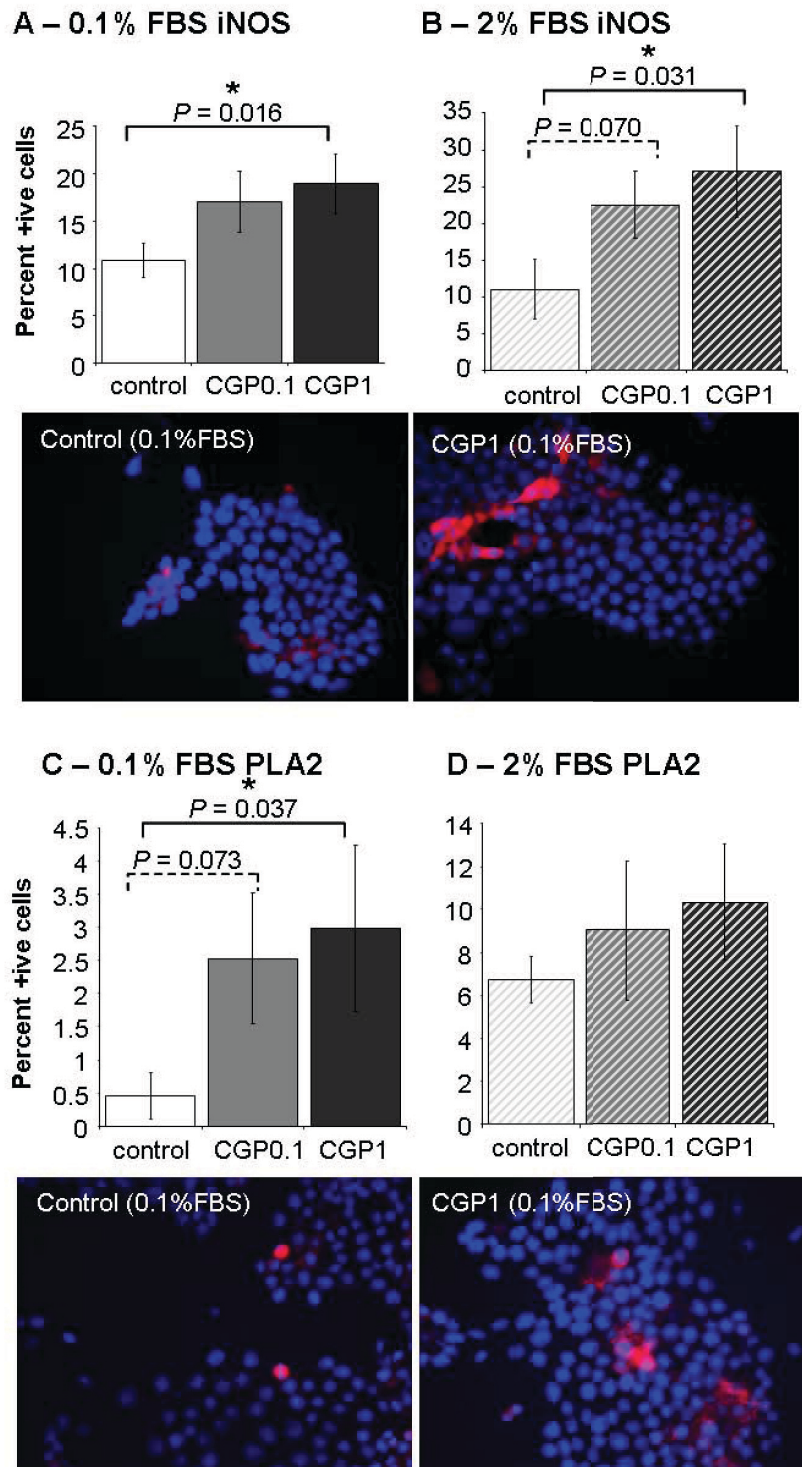 A – 0.1% FBS iNOS
*
P = 0.016
Percent +ive cells
25
20
15
10
5
0
control CGP0.1 CGP1
B – 2% FBS iNOS
*
P = 0.031
P = 0.070
35
30
25
20
15
10
5
0
control CGP0.1 CGP1
Control (0.1%FBS)
CGP1 (0.1%FBS)
C – 0.1% FBS PLA2
*
P = 0.037
P = 0.073
Percent +ive cells
4.5
4
3.5
3
2.5
2
1.5
1
0.5
0
control CGP0.1 CGP1
D – 2% FBS PLA2
14
12
10
8
6
4
2
0
control CGP0.1 CGP1
Control (0.1%FBS)
CGP1 (0.1%FBS)